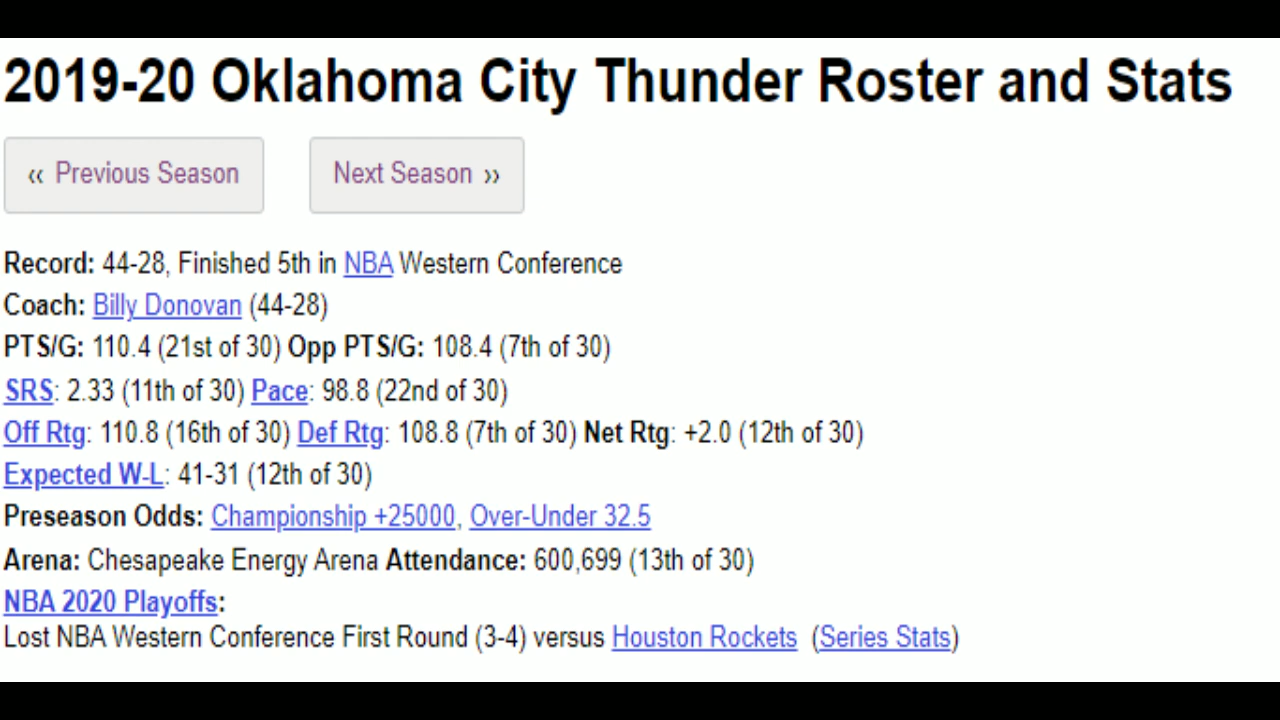 2019-20 Oklahoma City Thunder Roster and Stats
‹‹ Previous Season Next Season ››
Record: 44-28, Finished 5th in NBA Western Conference
Coach: Billy Donovan (44-28)
PTS/G: 110.4 (21st of 30) Opp PTS/G: 108.4 (7th of 30)
SRS: 2.33 (11th of 30) Pace: 98.8 (22nd of 30)
Off Rtg: 110.8 (16th of 30) Def Rtg: 108.8 (7th of 30) Net Rtg: +2.0 (12th of 30)
Expected W-L: 41-31 (12th of 30)
Preseason Odds: Championship +25000, Over-Under 32.5
Arena: Chesapeake Energy Arena Attendance: 600,699 (13th of 30)
NBA 2020 Playoffs:
Lost NBA Western Conference First Round (3-4) versus Houston Rockets (Series Stats)